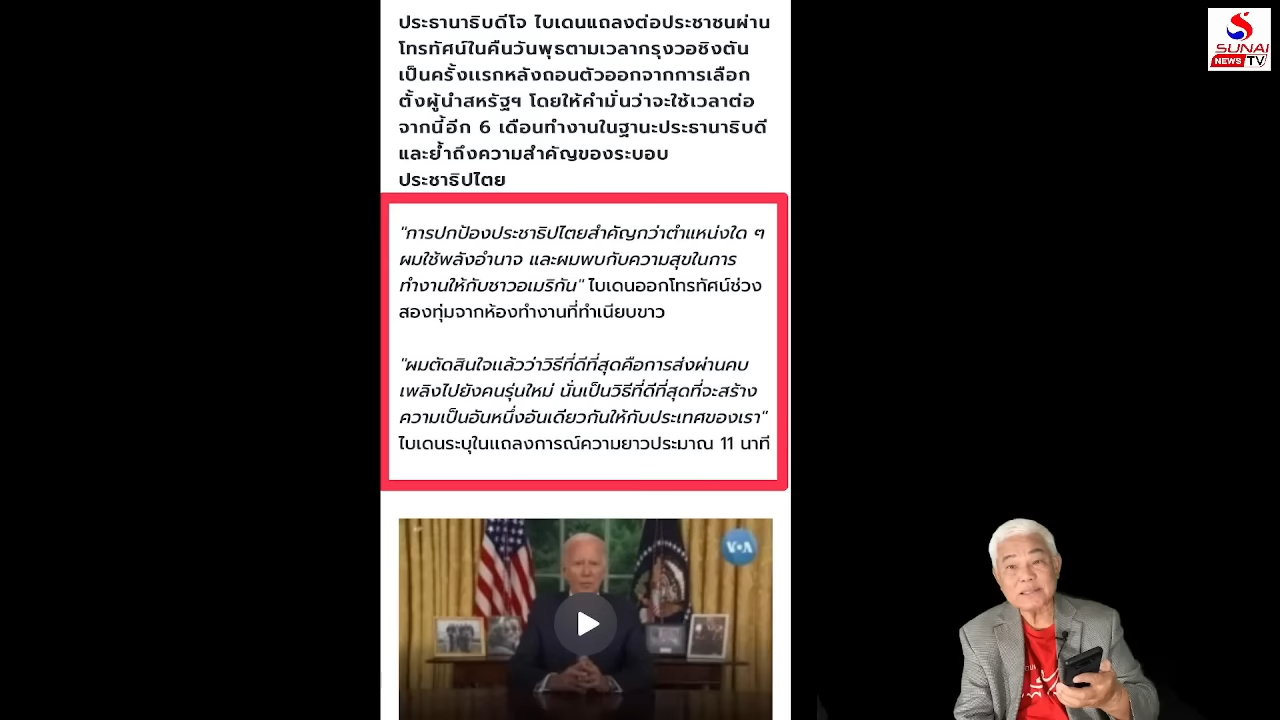 ประธานาธิบดีโจ ไบเดนแถลงต่อประชาชนผ่าน
โทรทัศน์ในคืนวันพุธตามเวลากรุงวอชิงตัน
เป็นครั้งแรกหลังถอนตัวออกจากการเลือก
ตั้งผู้นำสหรัฐฯ โดยให้คำมั่นว่าจะใช้เวลาต่อ
จากนี้อีก 6 เดือนทำงานในฐานะประธานาธิบดี
และย้ำถึงความสำคัญของระบอบ
ประชาธิปไตย
"การปกป้องประชาธิปไตยสำคัญกว่าตำแหน่งใด ๆ
ผมใช้พลังอำนาจ และผมพบกับความสุขในการ
ทำงานให้กับชาวอเมริกัน" ไบเดนออกโทรทัศน์ช่วง
สองทุ่มจากห้องทำงานที่ทำเนียบขาว
"ผมตัดสินใจแล้วว่าวิธีที่ดีที่สุดคือการส่งผ่านคบ
เพลิงไปยังคนรุ่นใหม่ นั่นเป็นวิธีที่ดีที่สุดที่จะสร้าง
ความเป็นอันหนึ่งอันเดียวกันให้กับประเทศของเรา"
ไบเดนระบุในแถลงการณ์ความยาวประมาณ 11 นาที
VOA
SUNAI
NEWS TV